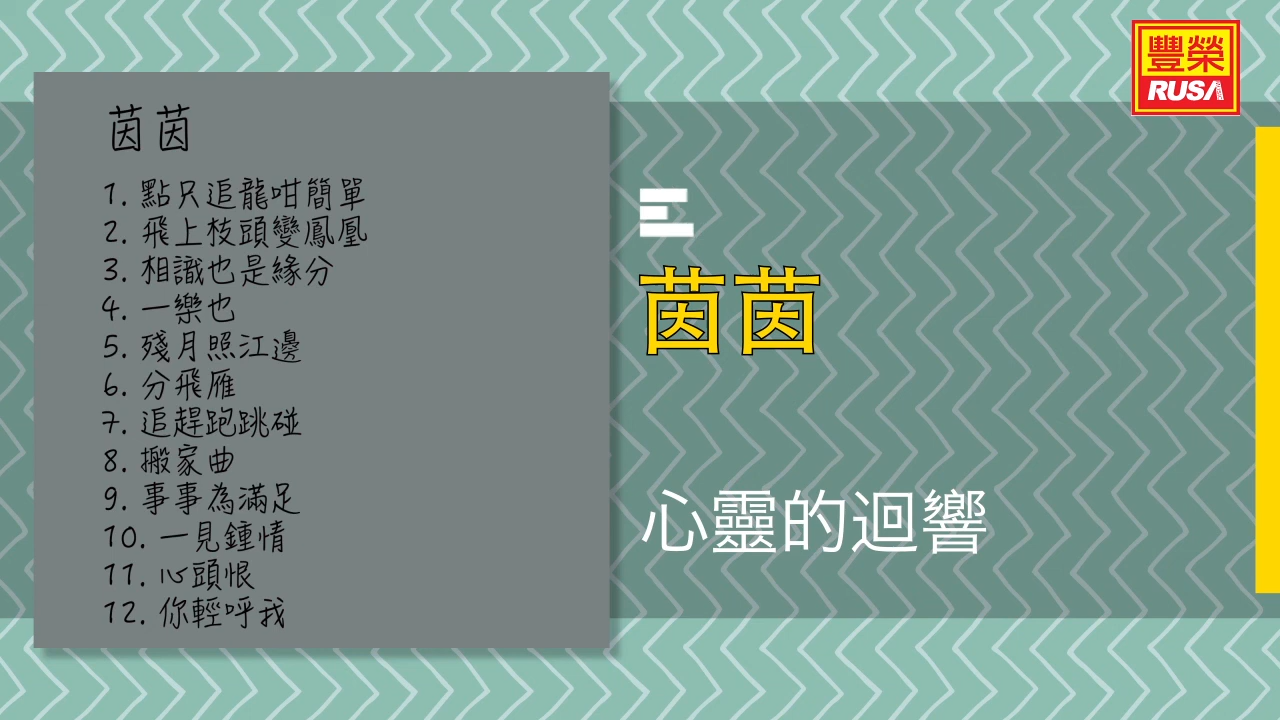 豐榮
RUSA
茵茵
1. 點只追龍咁簡單
2. 飛上枝頭變鳳凰
3. 相識也是緣分
4. 一樂也
5. 殘月照江邊
6. 分飛雁
7. 追趕跑跳碰
8. 搬家曲
9. 事事為滿足
10. 一見鍾情
11. 心頭恨
12. 你輕呼我
茵茵
心靈的迴響